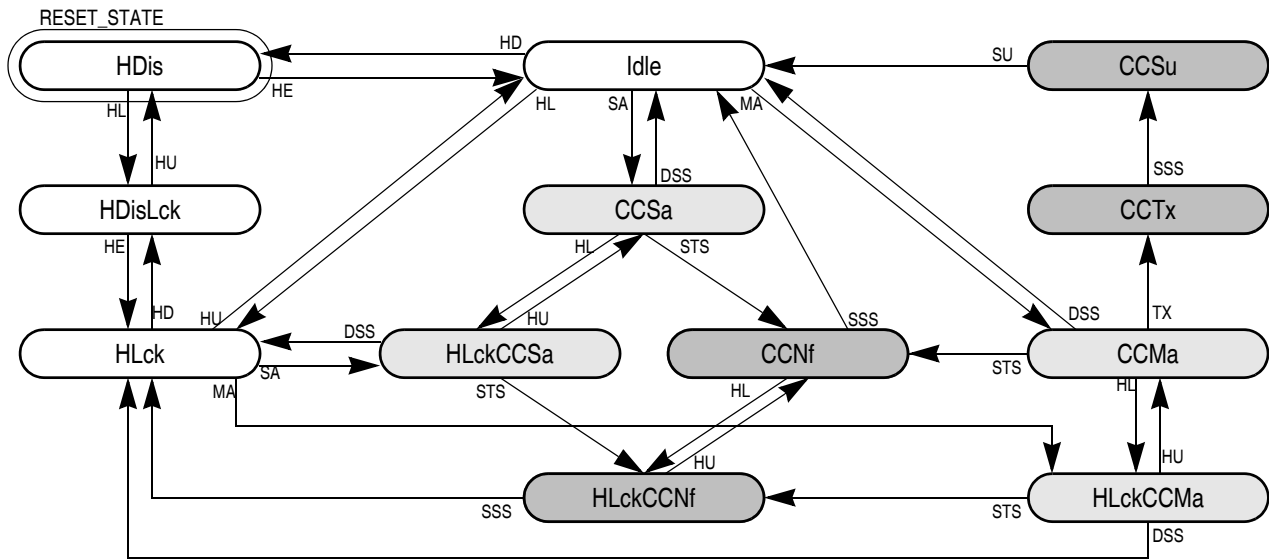 RESET_STATE
HDis
HD
Idle
SU
CCSu
HE
HL
HL
SA
MA
HU
DSS
SSS
HDisLck
CCSa
CCTx
HE
HL
STS
HD
HU
DSS
HU
SSS
DSS
TX
HLck
HLckCCSa
CCNf
CCMa
SA
MA
STS
HL
STS
HL
HU
HU
SSS
HLckCCNf
STS
HLckCCMa
DSS